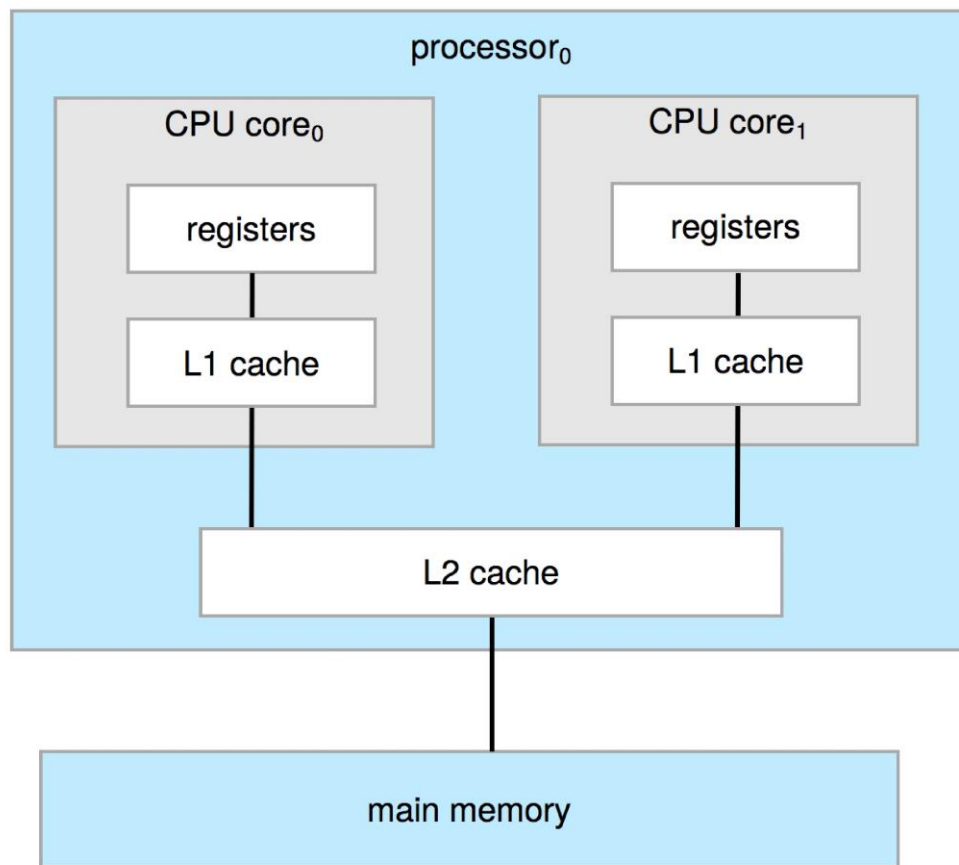 processor₀
CPU core₀
CPU core₁
registers
registers
L1 cache
L1 cache
L2 cache
main memory